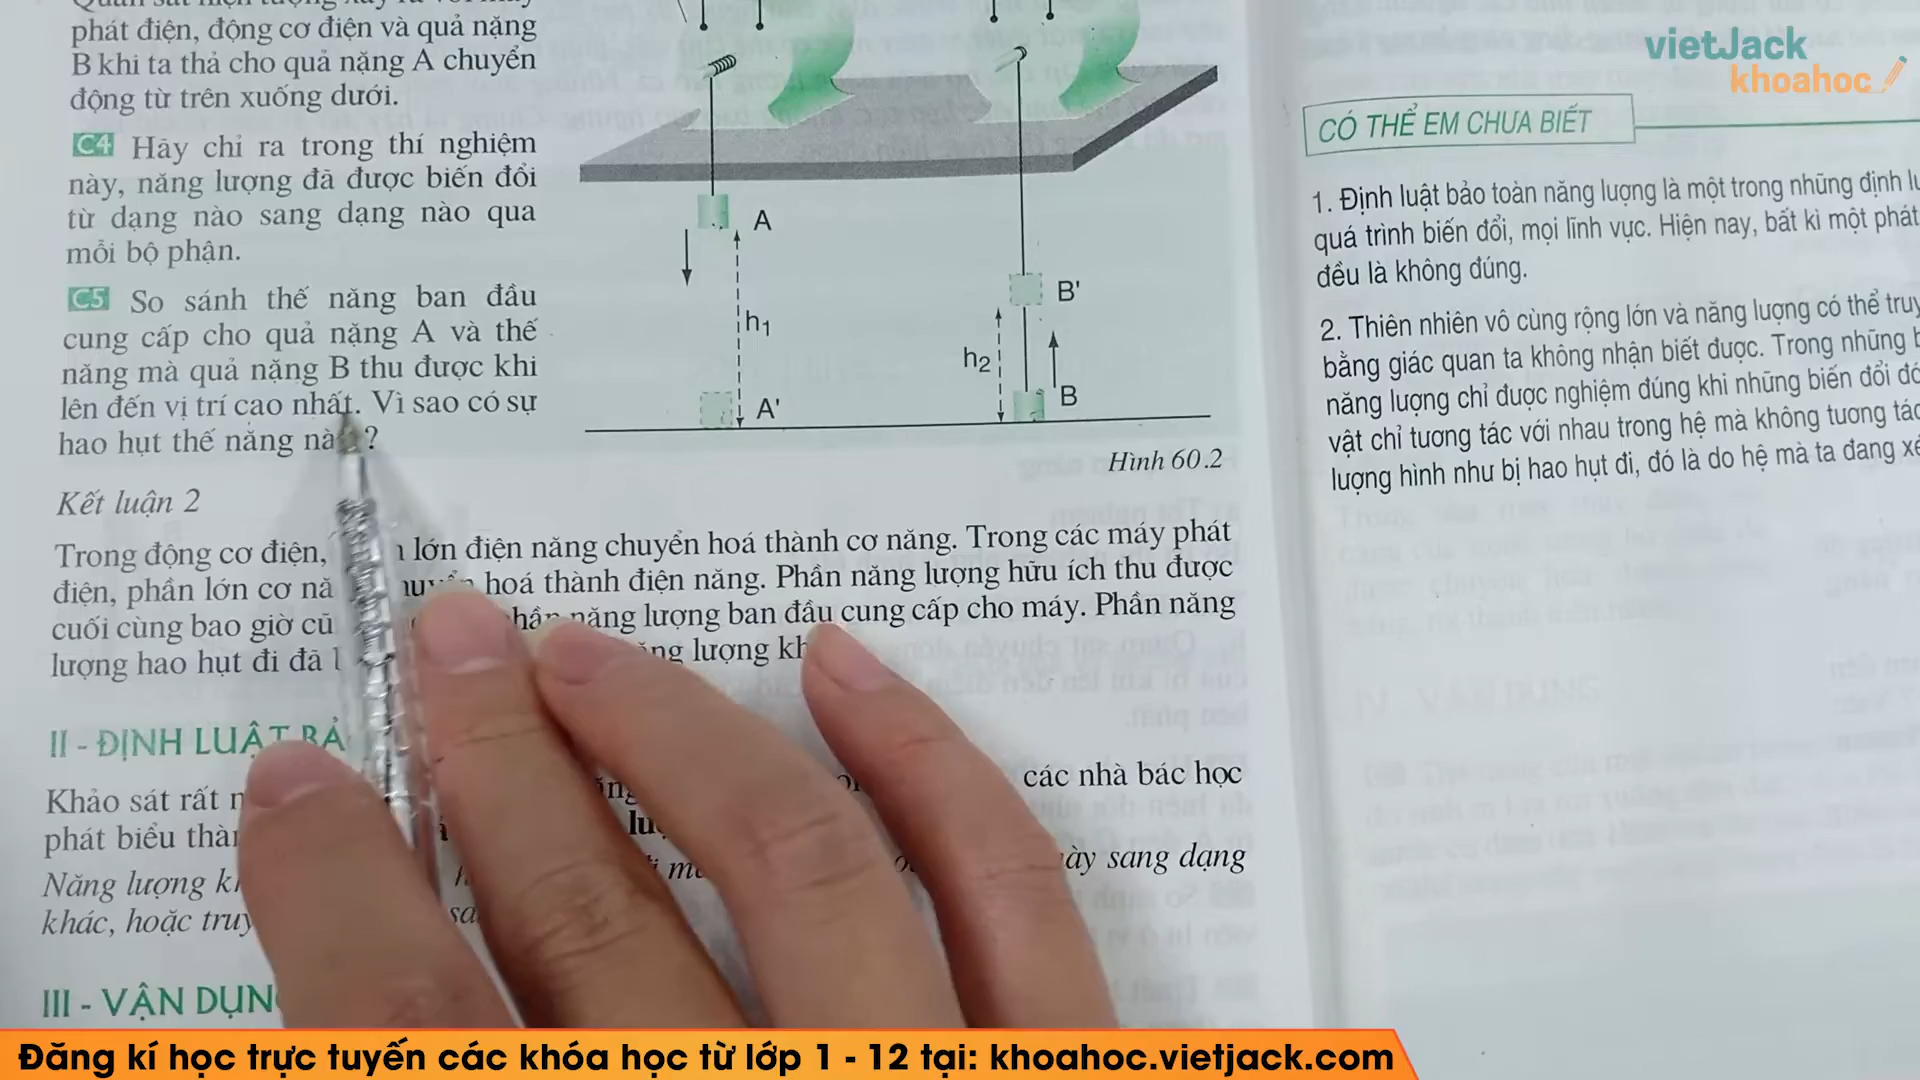 phát điện, động cơ điện và quả nặng
B khi ta thả cho quả nặng A chuyển
động từ trên xuống dưới.
C4 Hãy chỉ ra trong thí nghiệm
này, năng lượng đã được biến đổi
từ dạng nào sang dạng nào qua
mỗi bộ phận.
C5 So sánh thế năng ban đầu
cung cấp cho quả nặng A và thế
năng mà quả nặng B thu được khi
lên đến vị trí cao nhất. Vì sao có sự
hao hụt thế năng này?
A
h1
A'
B'
h2
B
Hình 60.2
Kết luận 2
Trong động cơ điện, lớn điện năng chuyển hoá thành cơ năng. Trong các máy phát
điện, phần lớn cơ hoá thành điện năng. Phần năng lượng hữu ích thu được
cuối cùng bao giờ năng lượng ban đầu cung cấp cho máy. Phần năng
lượng hao hụt đi đã lượng
II - ĐỊNH LUẬT
Khảo sát rất các nhà bác học
phát biểu
Năng lượng sang dạng
khác, hoặc
III - VẬN DỤNG
vietJack
khoahoc
CÓ THỂ EM CHƯA BIẾT
1. Định luật bảo toàn năng lượng là một trong những định
quá trình biến đổi, mọi lĩnh vực. Hiện nay, bất kì một phát
đều là không đúng.
2. Thiên nhiên vô cùng rộng lớn và năng lượng có thể
bằng giác quan ta không nhận biết được. Trong những
năng lượng chỉ được nghiệm đúng khi những biến đổi đó
vật chỉ tương tác với nhau trong hệ mà không tương tác
lượng hình như bị hao hụt đi, đó là do hệ mà ta đang
Đăng kí học trực tuyến các khóa học từ lớp 1 - 12 tại: khoahoc.vietjack.com